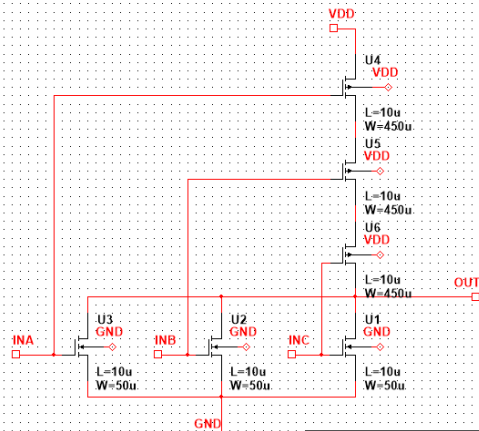 VDD
U4
VDD
L=10u
W=450u
U5
VDD
L=10u
W=450u
U6
VDD
L=10u
W=450u
OUT
INA
U3
GND
L=10u
W=50u
INB
U2
GND
L=10u
W=50u
INC
U1
GND
L=10u
W=50u
GND